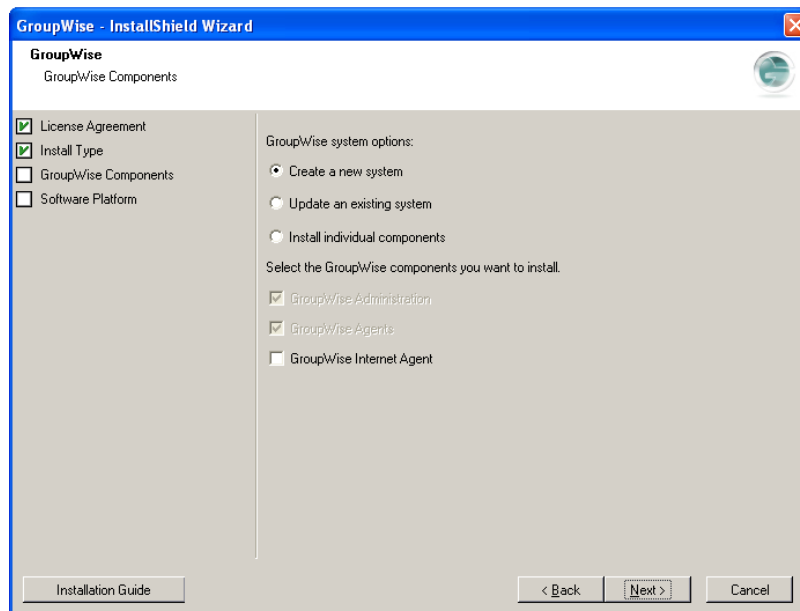 GroupWise - InstallShield Wizard
GroupWise
GroupWise Components
License Agreement
Install Type
GroupWise Components
Software Platform
GroupWise system options:
Create a new system
Update an existing system
Install individual components
Select the GroupWise components you want to install.
GroupWise Administration
GroupWise Agents
GroupWise Internet Agent
Installation Guide
< Back
Next >
Cancel